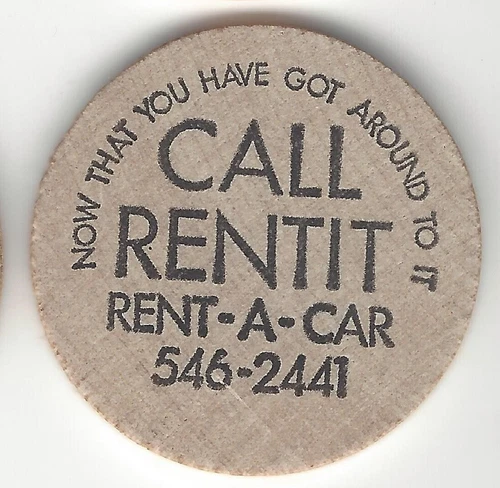 NOW THAT YOU HAVE GOT AROUND TO IT
CALL
RENTIT
RENT-A-CAR
546-2441